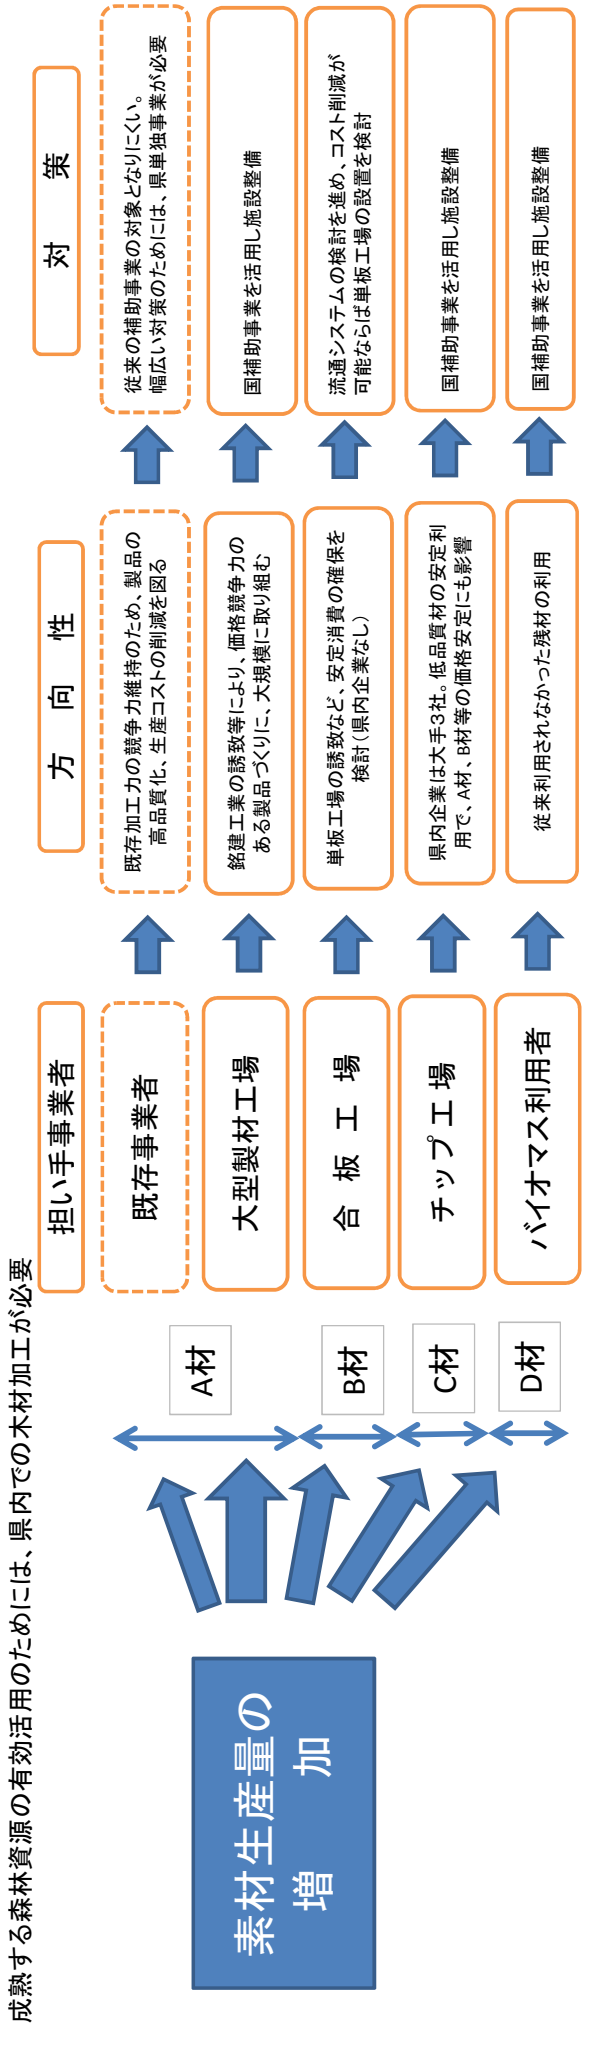 成熟する森林資源の有効活用のためには、県内での木材加工が必要
素材生産量の
増　加
A材
B材
C材
D材
担い手事業者
方　向　性
対　策
既存事業者
既存加工力の競争力維持のため、製品の
高品質化、生産コストの削減を図る
従来の補助事業の対象となりにくい。
幅広い対策のためには、県単独事業が必要
大型製材工場
銘建工業の誘致等により、価格競争力の
ある製品づくりに、大規模に取り組む
国補助事業を活用し施設整備
合　板　工　場
単板工場の誘致など、安定消費の確保を
検討（県内企業なし）
流通システムの検討を進め、コスト削減が
可能ならば単板工場の設置を検討
チップ工場
県内企業は大手３社。低品質材の安定利
用で、A材、B材等の価格安定にも影響
国補助事業を活用し施設整備
バイオマス利用者
従来利用されなかった残材の利用
国補助事業を活用し施設整備